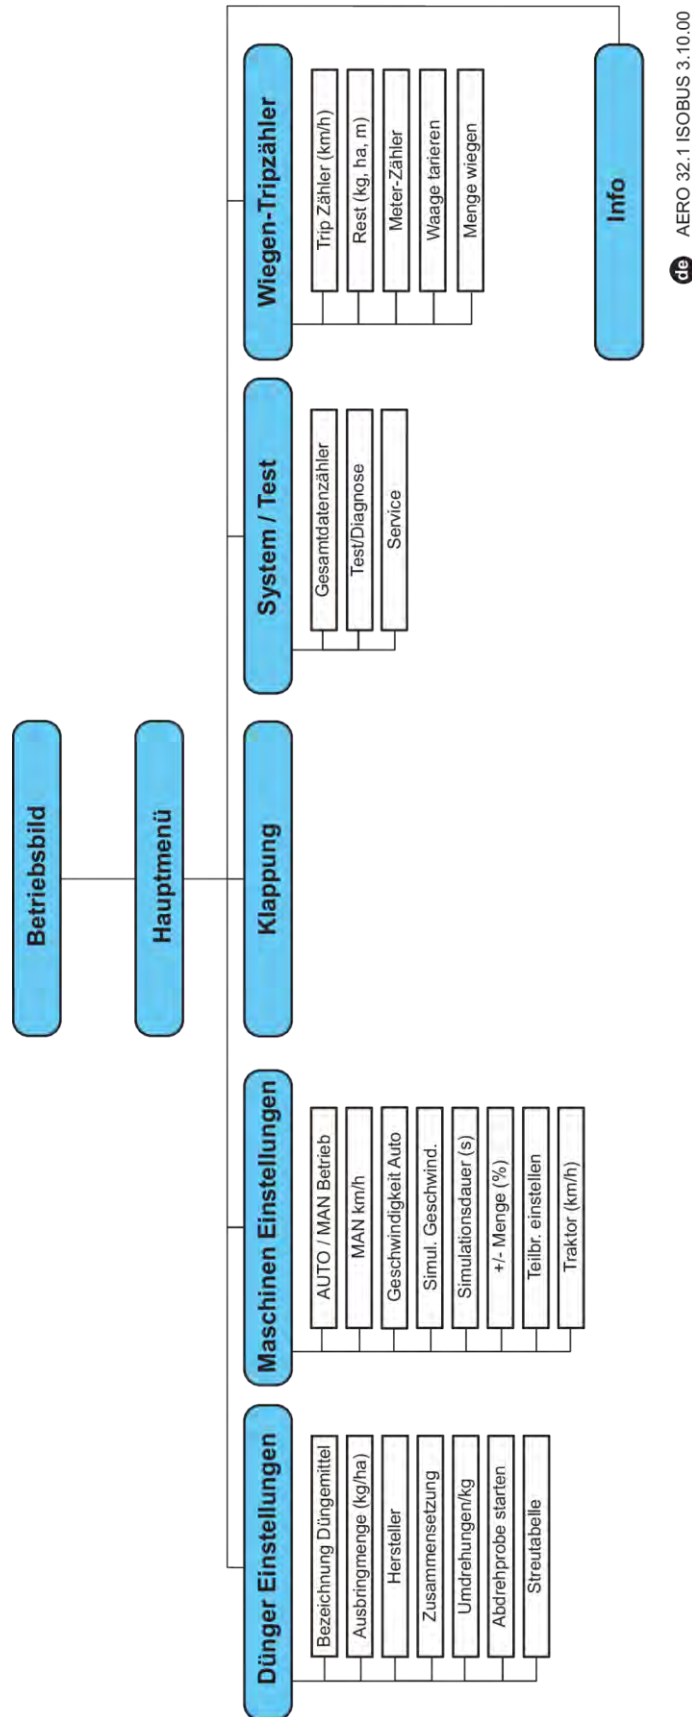 Betriebsbild
Hauptmenü
Dünger Einstellungen
Bezeichnung Düngemittel
Ausbringmenge (kg/ha)
Hersteller
Zusammensetzung
Umdrehungen/kg
Abdrehprobe starten
Streutabelle
Maschinen Einstellungen
AUTO / MAN Betrieb
MAN km/h
Geschwindigkeit Auto
Simul. Geschwind.
Simulationsdauer (s)
+/- Menge (%)
Teilbr. einstellen
Traktor (km/h)
Klappung
System / Test
Gesamtdatenzähler
Test/Diagnose
Service
Wiegen-Tripzähler
Trip Zähler (km/h)
Rest (kg, ha, m)
Meter-Zähler
Waage tarieren
Menge wiegen
Info
de AERO 32.1 ISOBUS 3.10.00